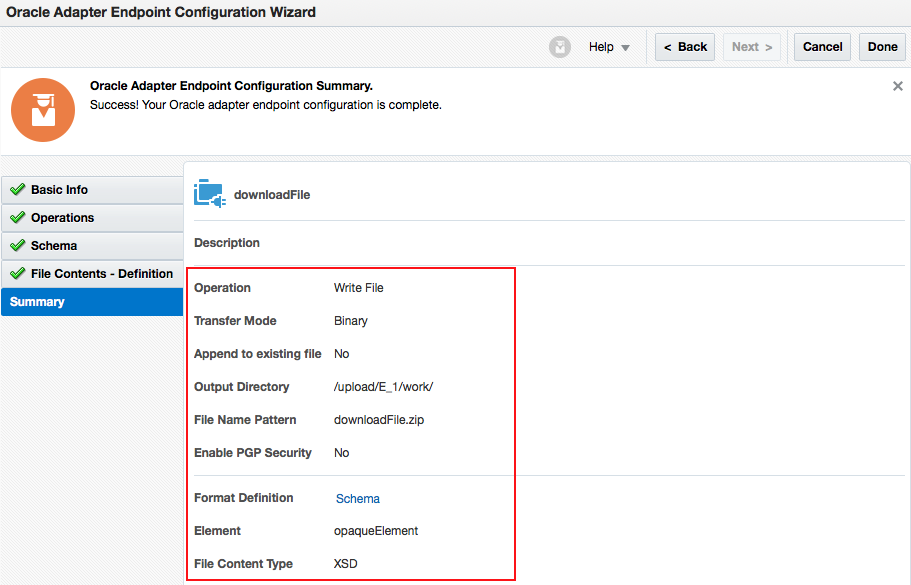 Oracle Adapter Endpoint Configuration Wizard
Help
< Back
Next >
Cancel
Done
Oracle Adapter Endpoint Configuration Summary.
Success! Your Oracle adapter endpoint configuration is complete.
Basic Info
Operations
Schema
File Contents - Definition
Summary
downloadFile
Description
Operation Write File
Transfer Mode Binary
Append to existing file No
Output Directory /upload/E_1/work/
File Name Pattern downloadFile.zip
Enable PGP Security No
Format Definition Schema
Element opaqueElement
File Content Type XSD